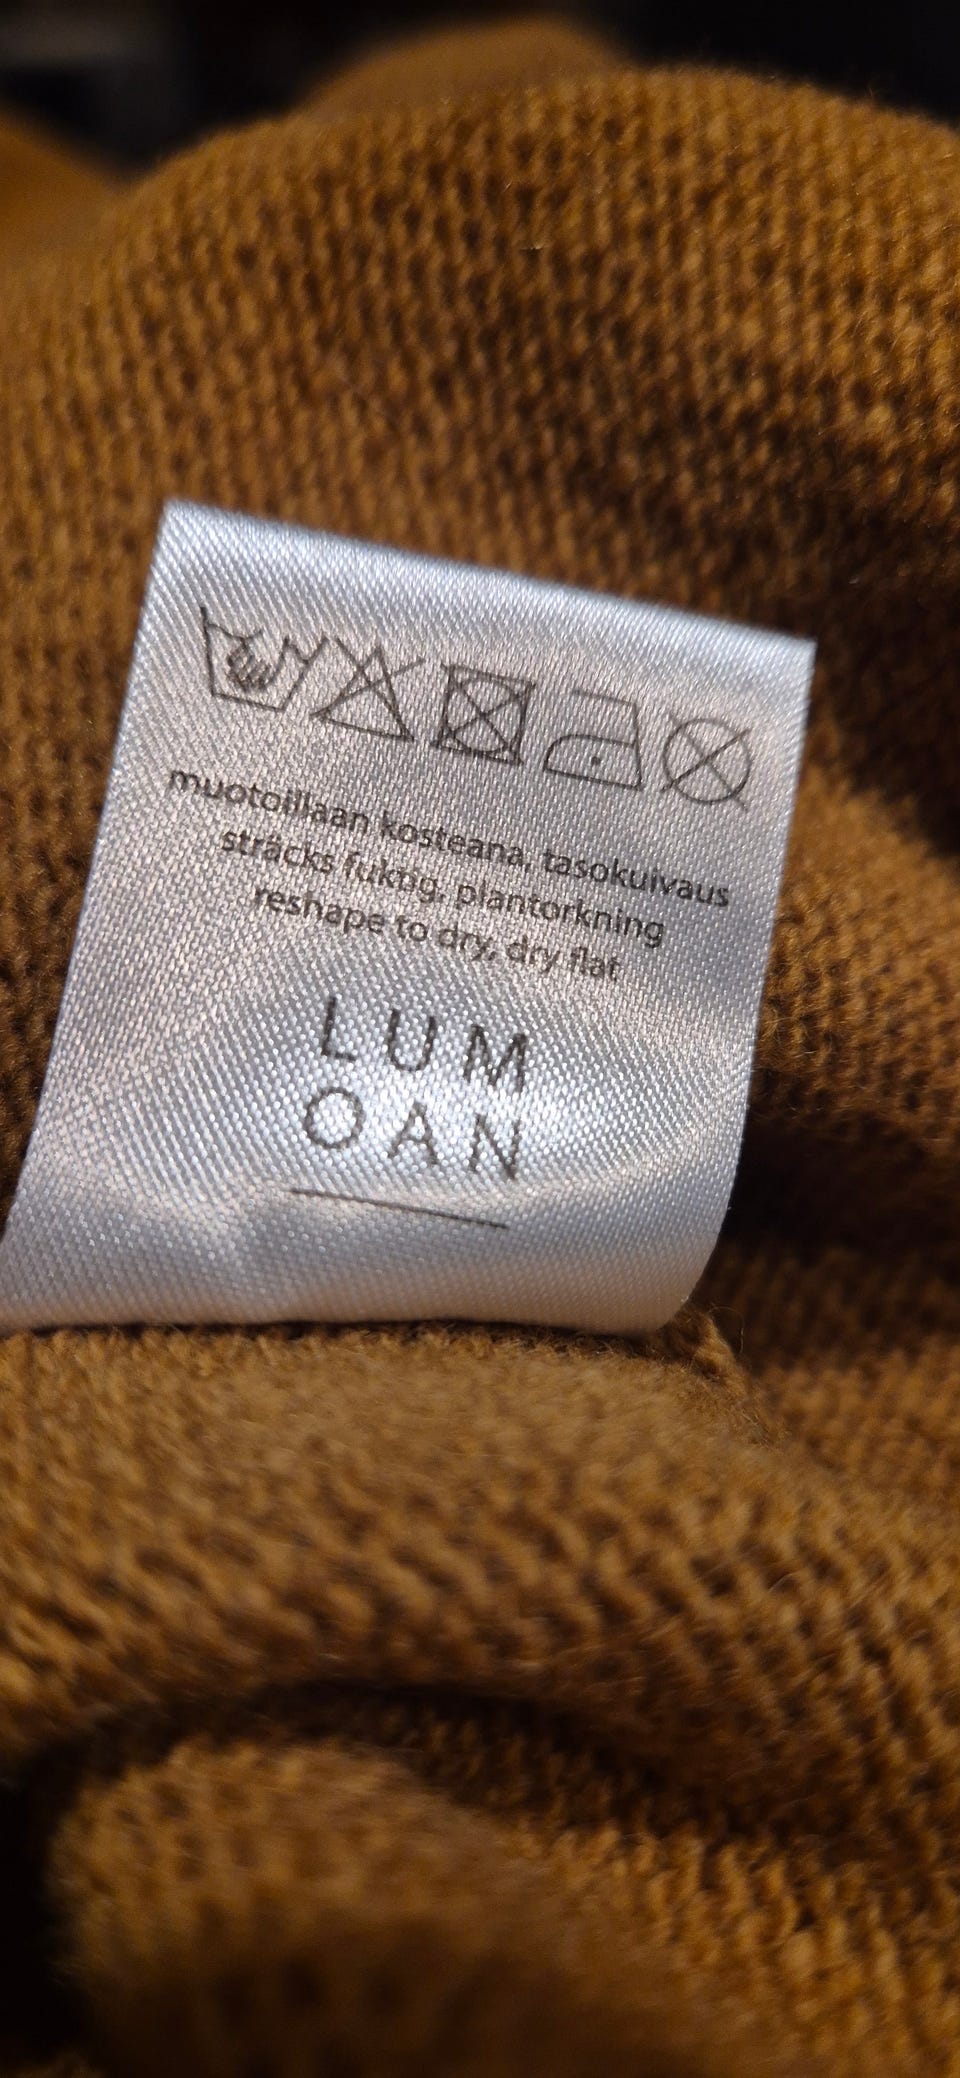 muotoillaan kosteana, tasokuivaus
sträcks fuktig, plantorkning
reshape to dry, dry flat
LUM
OAN